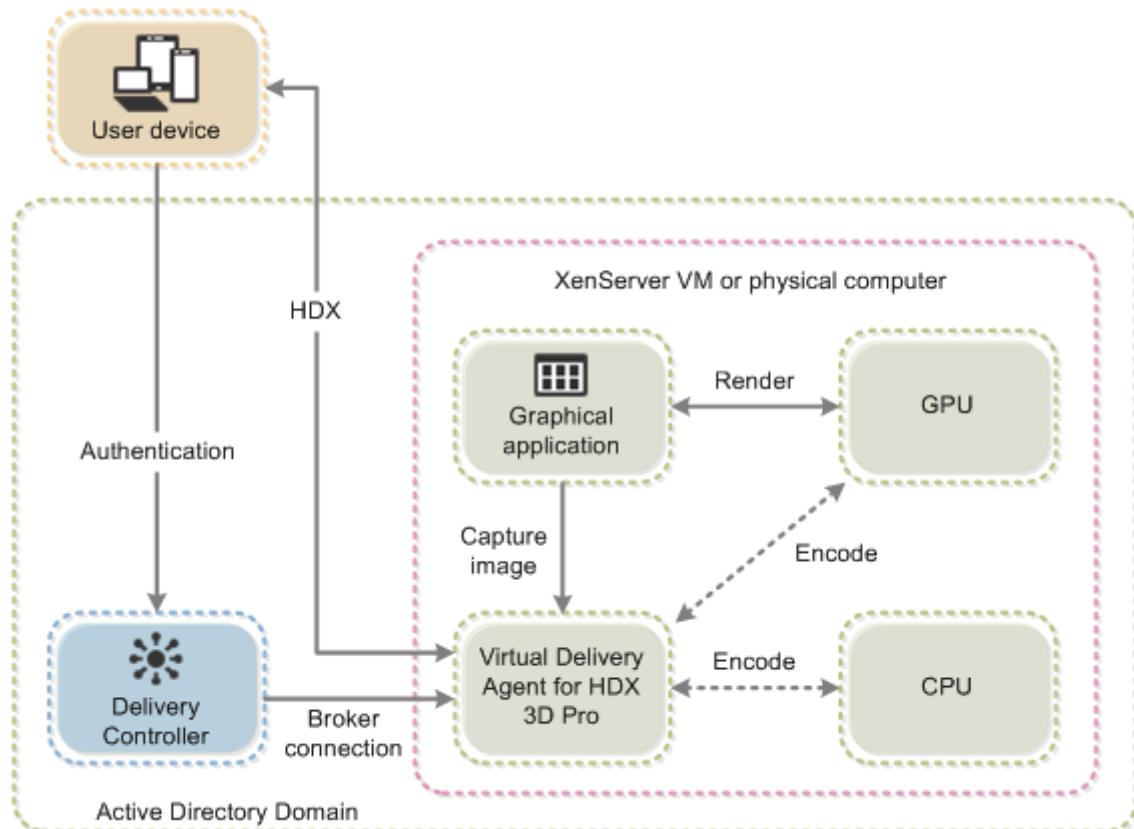 User device
HDX
XenServer VM or physical computer
Graphical
application
Render
GPU
Authentication
Capture
image
Encode
Delivery
Controller
Broker
connection
Virtual Delivery
Agent for HDX
3D Pro
Encode
CPU
Active Directory Domain